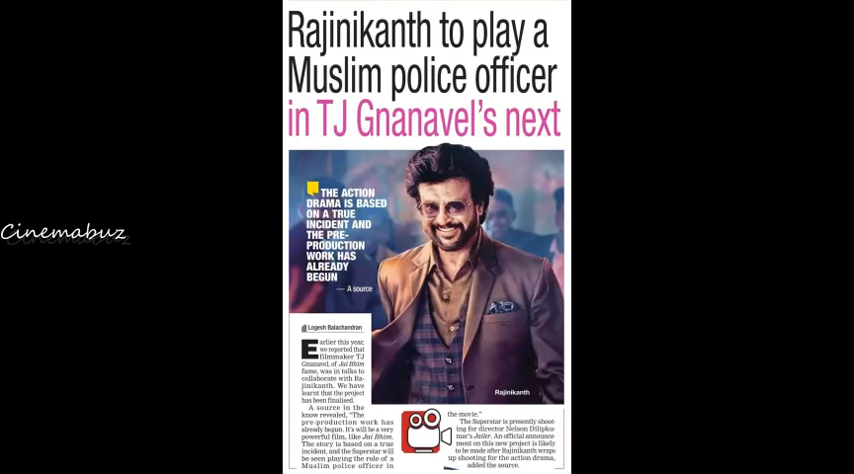 Rajinikanth to play a
Muslim police officer
in TJ Gnanavel's next
Cinemabuz
THE ACTION
DRAMA IS BASED
ON A TRUE
INCIDENT AND
THE PRE-
PRODUCTION
WORK HAS
ALREADY
BEGUN
— A source
Logesh Balachandran
Earlier this year,
we reported that
filmmaker TJ
Gnanavel, of Jai Bhim
fame, was in talks to
collaborate with Ra-
jinikanth. We have
learnt that the project
has been finalised.
A source in the
know revealed, "The
pre-production work has
already begun. It'll be a very
powerful film, like Jai Bhim.
The story is based on a true
incident, and the Superstar will
be seen playing the role of a
Muslim police officer in
Rajinikanth
the movie."
The Superstar is presently shoot-
ing for director Nelson Dilipku-
mar's Jailer. An official announce-
ment on this new project is likely
to be made after Rajinikanth wraps
up shooting for the action drama,
added the source.